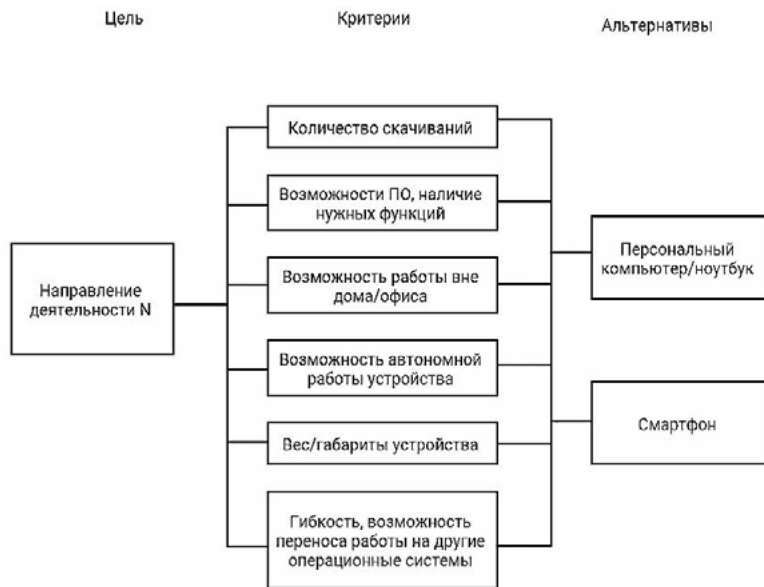 Цель
Критерии
Альтернативы
Количество скачиваний
Возможности ПО, наличие
нужных функций
Возможность работы вне
дома/офиса
Возможность автономной
работы устройства
Вес/габариты устройства
Гибкость, возможность
переноса работы на другие
операционные системы
Направление
деятельности N
Персональный
компьютер/ноутбук
Смартфон